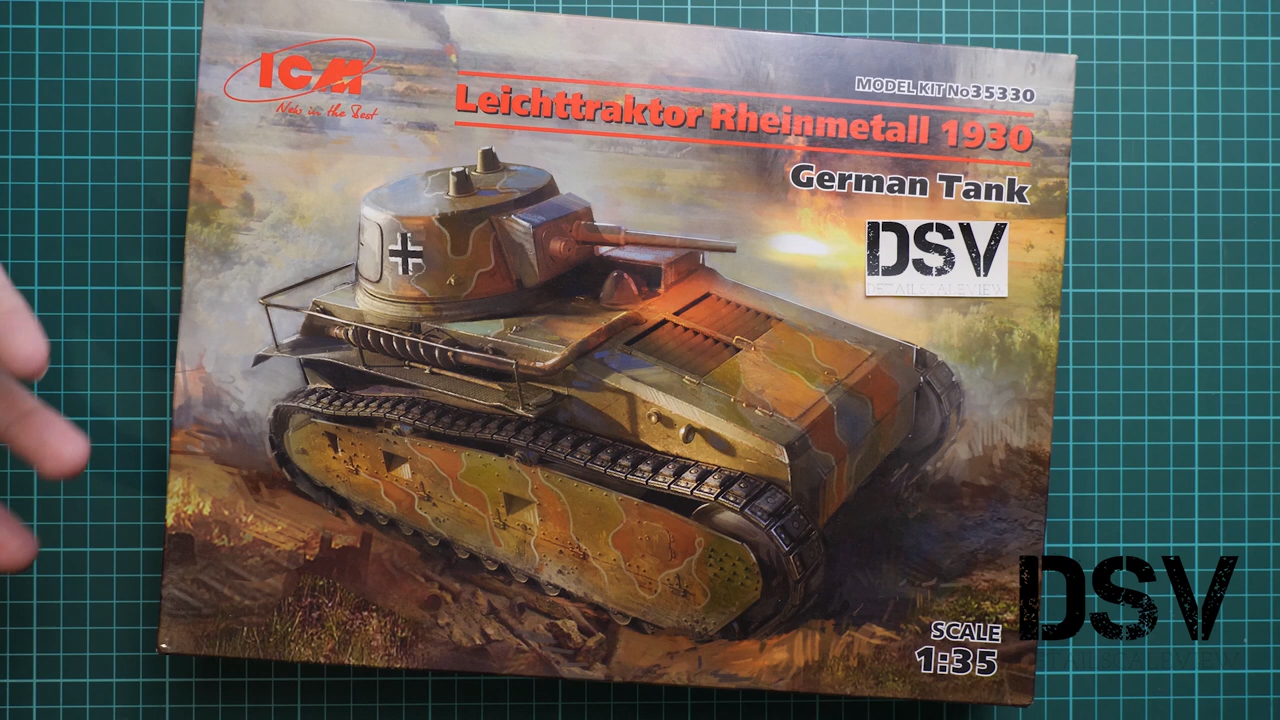 ICM
New in the Best
MODEL KIT No35330
Leichttraktor Rheinmetall 1930
German Tank
DSV
DETAILSCALEVIEW
SCALE
1:35
DSV
DETAILSCALEVIEW